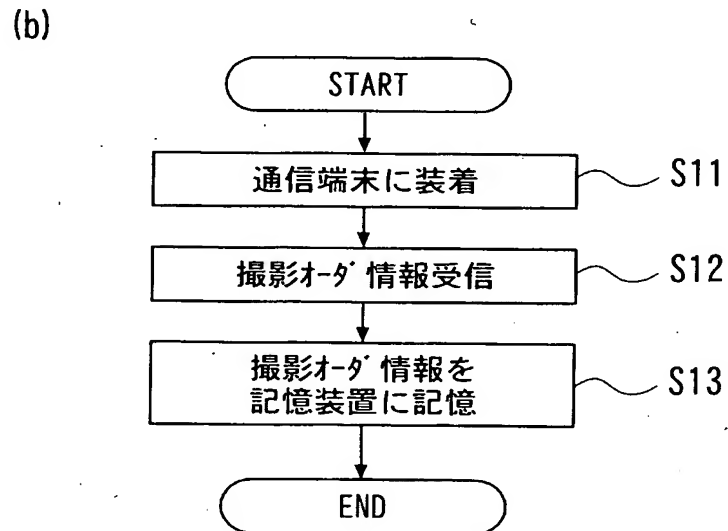 (b)
START
通信端末に装着
S11
撮影ｵｰﾀﾞ情報受信
S12
撮影ｵｰﾀﾞ情報を
記憶装置に記憶
S13
END